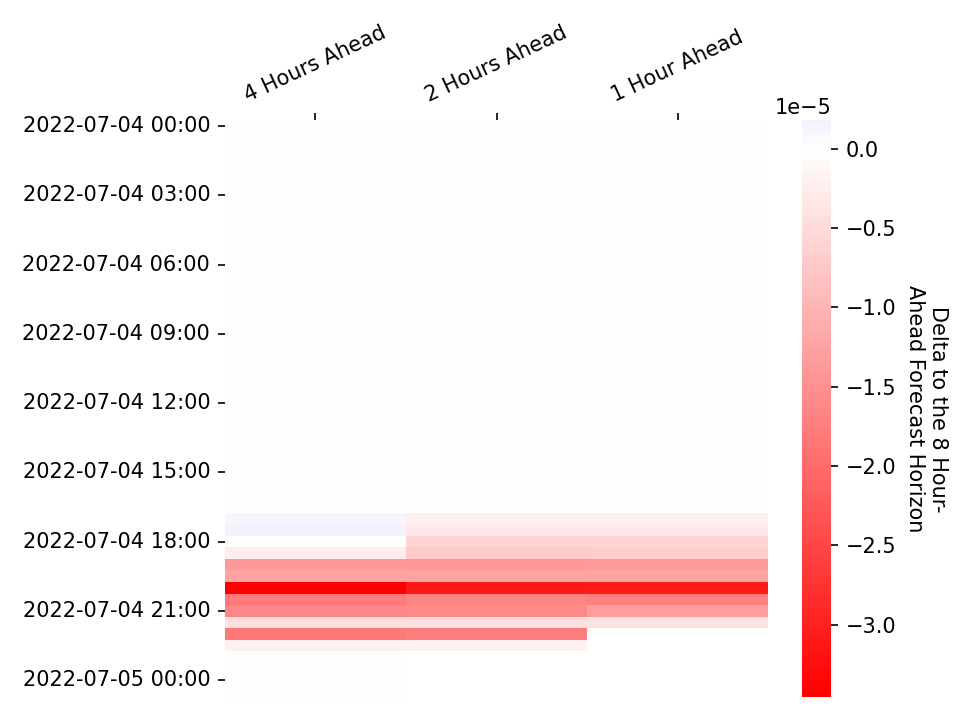 4 Hours Ahead
2 Hours Ahead
1 Hour Ahead
1e−5
2022-07-04 00:00
2022-07-04 03:00
2022-07-04 06:00
2022-07-04 09:00
2022-07-04 12:00
2022-07-04 15:00
2022-07-04 18:00
2022-07-04 21:00
2022-07-05 00:00
0.0
−0.5
−1.0
−1.5
−2.0
−2.5
−3.0
Delta to the 8 Hour-
Ahead Forecast Horizon